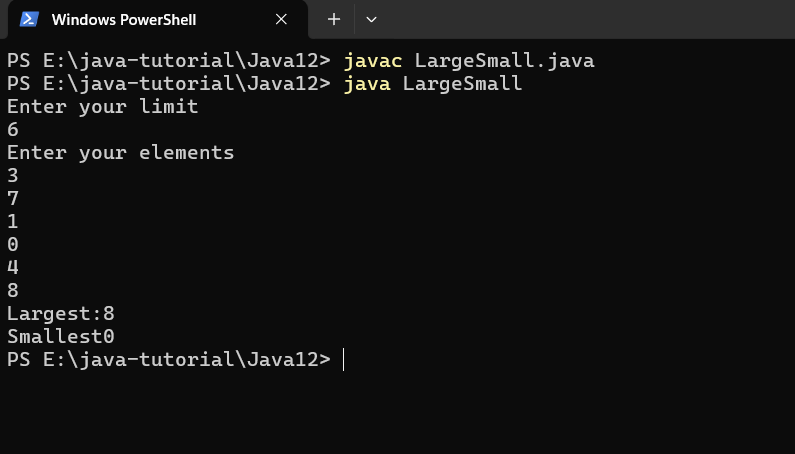 Windows PowerShell
PS E:\java-tutorial\Java12> javac LargeSmall.java
PS E:\java-tutorial\Java12> java LargeSmall
Enter your limit
6
Enter your elements
3
7
1
0
4
8
Largest:8
Smallest0
PS E:\java-tutorial\Java12>